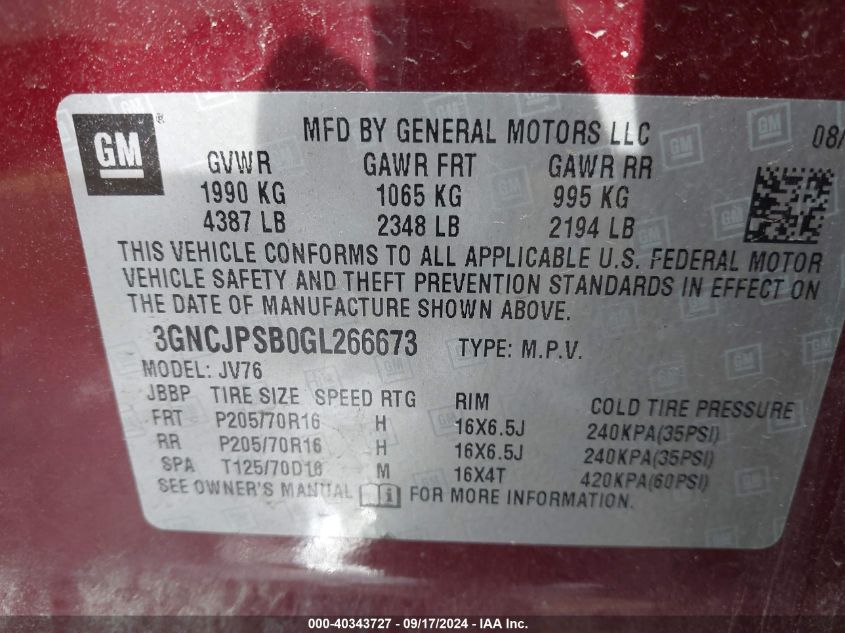 GM ®
MFD BY GENERAL MOTORS LLC 08/
GVWR GAWR FRT GAWR RR
1990 KG 1065 KG 995 KG
4387 LB 2348 LB 2194 LB
THIS VEHICLE CONFORMS TO ALL APPLICABLE U.S. FEDERAL MOTOR
VEHICLE SAFETY AND THEFT PREVENTION STANDARDS IN EFFECT ON
THE DATE OF MANUFACTURE SHOWN ABOVE.
3GNCJPSB0GL266673 TYPE: M.P.V.
MODEL: JV76
JBBP TIRE SIZE SPEED RTG RIM COLD TIRE PRESSURE
FRT P205/70R16 H 16X6.5J 240KPA(35PSI)
RR P205/70R16 H 16X6.5J 240KPA(35PSI)
SPA T125/70D16 M 16X4T 420KPA(60PSI)
SEE OWNER'S MANUAL FOR MORE INFORMATION.
000-40343727 - 09/17/2024 - IAA Inc.